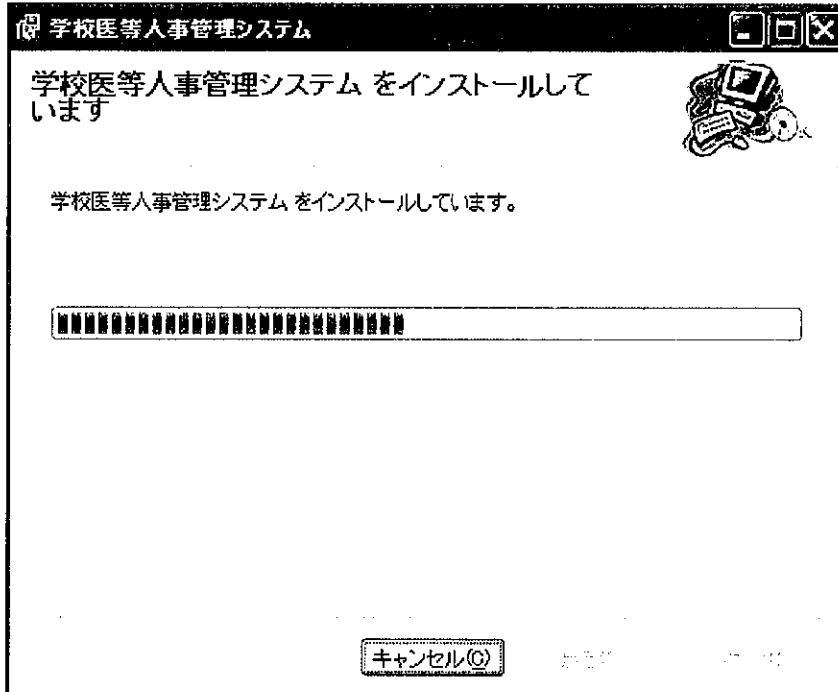 学校医等人事管理システム
学校医等人事管理システム をインストールして
います
学校医等人事管理システム をインストールしています。
キャンセル(C)